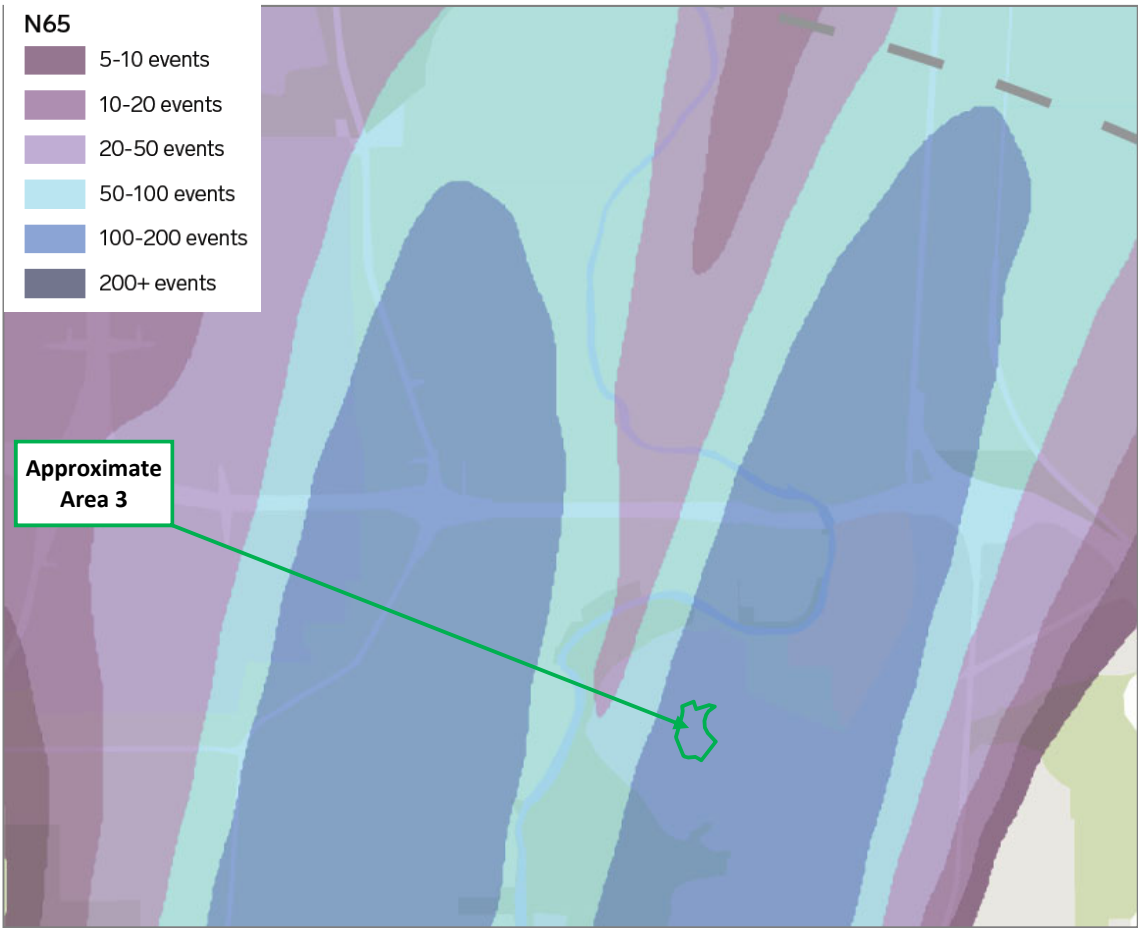 N65
5-10 events
10-20 events
20-50 events
50-100 events
100-200 events
200+ events
Approximate
Area 3